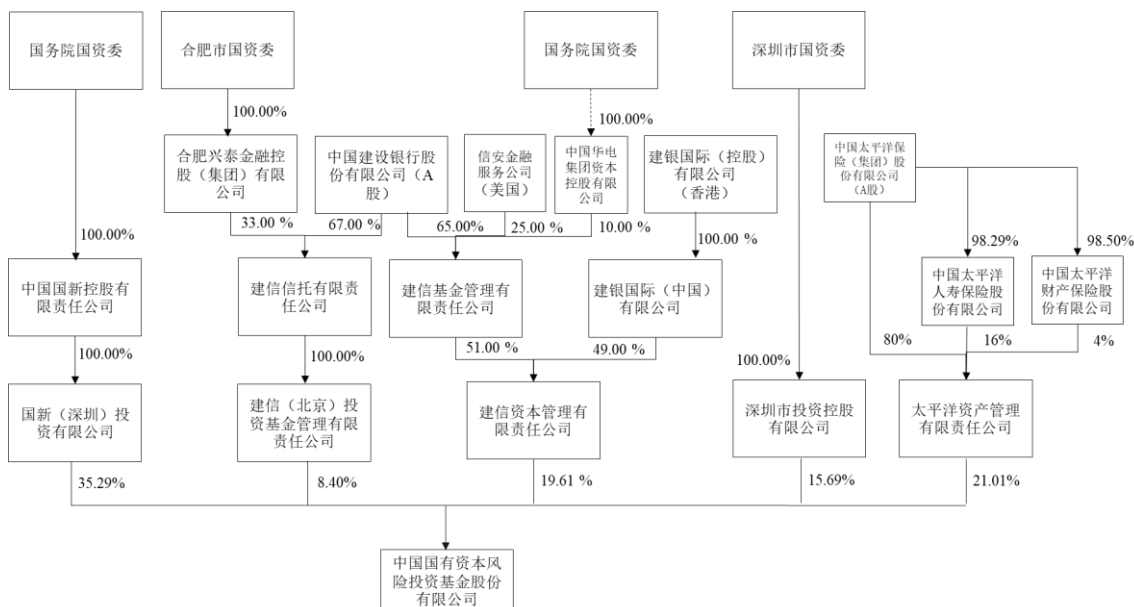 国务院国资委
合肥市国资委
国务院国资委
深圳市国资委
100.00%
100.00%
合肥兴泰金融控
股（集团）有限
公司
中国建设银行股
份有限公司（A
股）
信安金融
服务公司
（美国）
中国华电
集团资本
控股有限
公司
建银国际（控股）
有限公司
（香港）
中国太平洋保
险（集团）股
份有限公司
（A股）
33.00 %
67.00 %
65.00%
25.00 %
10.00 %
100.00%
100.00 %
98.29%
98.50%
中国国新控股有
限责任公司
建信信托有限责
任公司
建信基金管理有
限责任公司
建银国际（中国）
有限公司
中国太平洋
人寿保险股
份有限公司
中国太平洋
财产保险股
份有限公司
100.00%
100.00%
51.00 %
49.00 %
100.00%
80%
16%
4%
国新（深圳）投
资有限公司
建信（北京）投
资基金管理有限
责任公司
建信资本管理有
限责任公司
深圳市投资控股
有限公司
太平洋资产管理
有限责任公司
35.29%
8.40%
19.61 %
15.69%
21.01%
中国国有资本风
险投资基金股份
有限公司